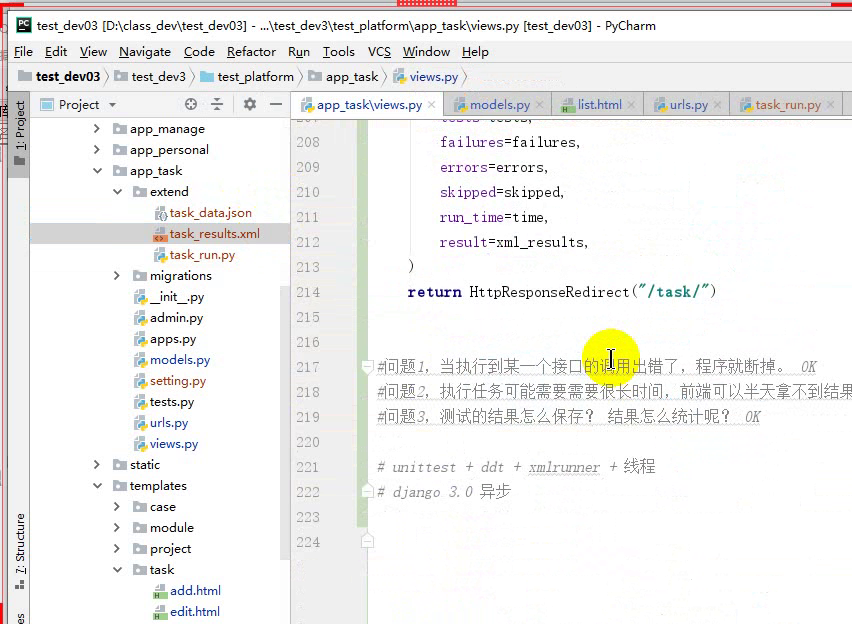 test_dev03 [D:\class_dev\test_dev03] - ...\test_dev3\test_platform\app_task\views.py [test_dev03] - PyCharm
File Edit View Navigate Code Refactor Run Tools VCS Window Help
test_dev03 test_dev3 test_platform app_task views.py
Project
app_task\views.py models.py list.html urls.py task_run.py
1: Project
7: Structure
app_manage
app_personal
app_task
extend
task_data.json
task_results.xml
task_run.py
migrations
__init__.py
admin.py
apps.py
models.py
setting.py
tests.py
urls.py
views.py
static
templates
case
module
project
task
add.html
edit.html
208 failures=failures,
209 errors=errors,
210 skipped=skipped,
211 run_time=time,
212 result=xml_results,
213 )
214 return HttpResponseRedirect("/task/")
215
216
217 #问题1，当执行到某一个接口的调用出错了，程序就断掉。 OK
218 #问题2，执行任务可能需要需要很长时间，前端可以半天拿不到结果
219 #问题3，测试的结果怎么保存？ 结果怎么统计呢？ OK
220
221 # unittest + ddt + xmlrunner + 线程
222 # django 3.0 异步
223
224